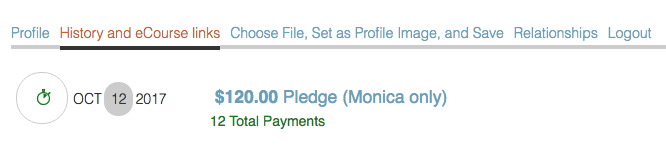 Profile History and eCourse links Choose File, Set as Profile Image, and Save Relationships Logout
OCT 12 2017 $120.00 Pledge (Monica only)
12 Total Payments